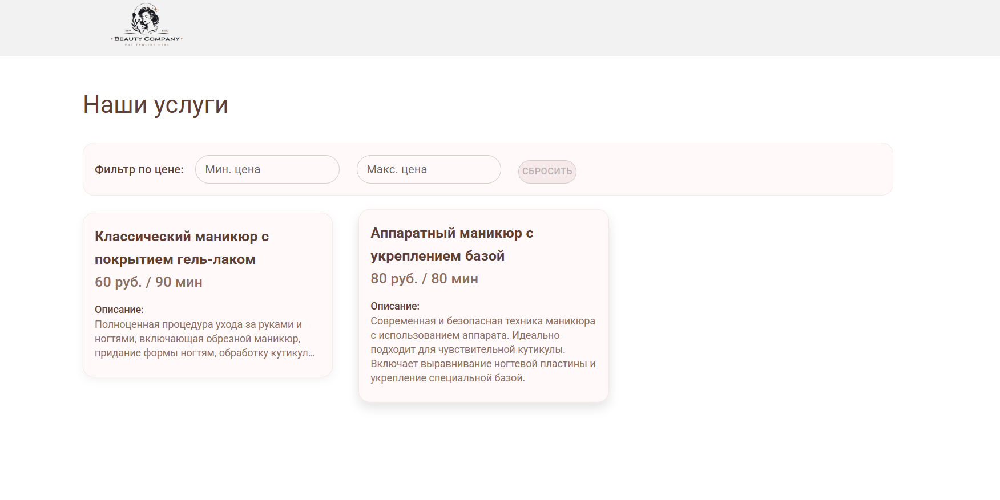 BEAUTY COMPANY
PUT TAGLINE HERE
Наши услуги
Фильтр по цене:
Мин. цена
Макс. цена
СБРОСИТЬ
Классический маникюр с
покрытием гель-лаком
60 руб. / 90 мин
Описание:
Полноценная процедура ухода за руками и
ногтями, включающая обрезной маникюр,
придание формы ногтям, обработку кутикул...
Аппаратный маникюр с
укреплением базой
80 руб. / 80 мин
Описание:
Современная и безопасная техника маникюра
с использованием аппарата. Идеально
подходит для чувствительной кутикулы.
Включает выравнивание ногтевой пластины и
укрепление специальной базой.